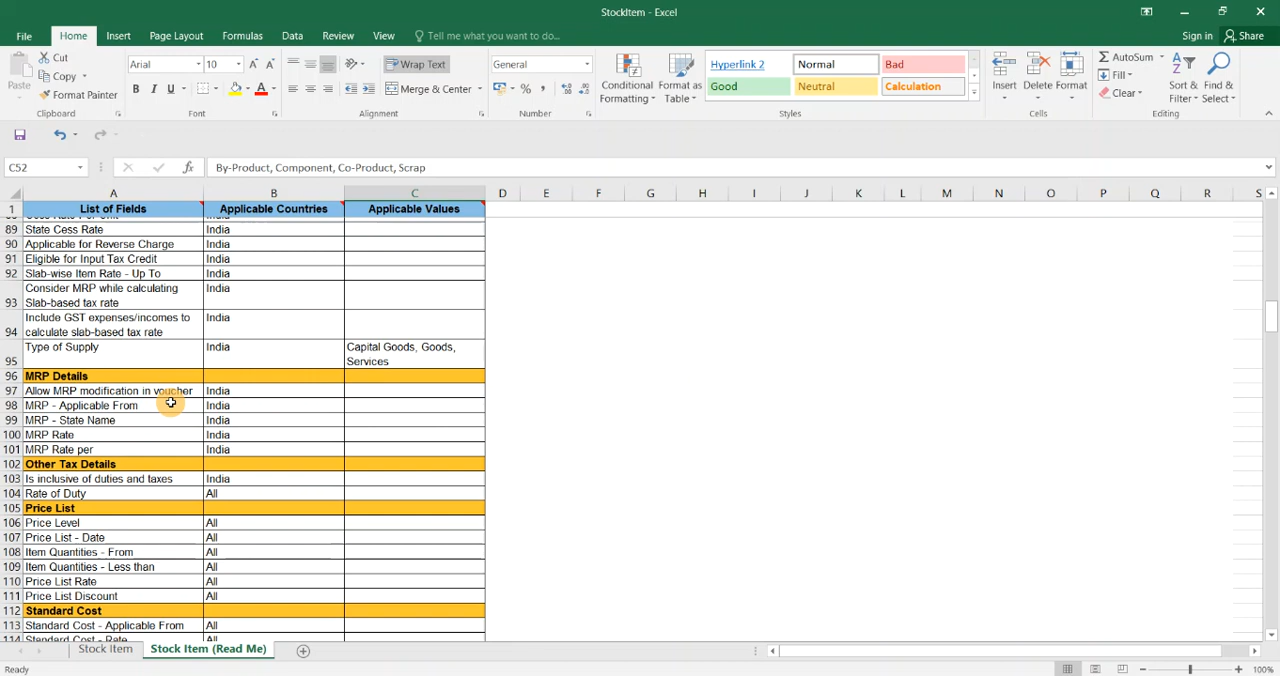 StockItem - Excel
File Home Insert Page Layout Formulas Data Review View Tell me what you want to do... Sign in Share
Paste
Cut
Copy
Format Painter
Clipboard
Arial 10
B I U
Font
Wrap Text
Merge & Center
Alignment
General
%
Number
Conditional Formatting
Format as Table
Hyperlink 2 Normal Bad
Good Neutral Calculation
Styles
Insert Delete Format
Cells
AutoSum
Fill
Clear
Sort & Filter
Find & Select
Editing
C52 fx By-Product, Component, Co-Product, Scrap
A B C D E F G H I J K L M N O P Q R S
1 List of Fields Applicable Countries Applicable Values
89 State Cess Rate India
90 Applicable for Reverse Charge India
91 Eligible for Input Tax Credit India
92 Slab-wise Item Rate - Up To India
93 Consider MRP while calculating Slab-based tax rate India
94 Include GST expenses/incomes to calculate slab-based tax rate India
95 Type of Supply India Capital Goods, Goods, Services
96 MRP Details
97 Allow MRP modification in voucher India
98 MRP - Applicable From India
99 MRP - State Name India
100 MRP Rate India
101 MRP Rate per India
102 Other Tax Details
103 Is inclusive of duties and taxes India
104 Rate of Duty All
105 Price List
106 Price Level All
107 Price List - Date All
108 Item Quantities - From All
109 Item Quantities - Less than All
110 Price List Rate All
111 Price List Discount All
112 Standard Cost
113 Standard Cost - Applicable From All
114 Standard Cost - Rate All
Stock Item Stock Item (Read Me)
Ready 100%